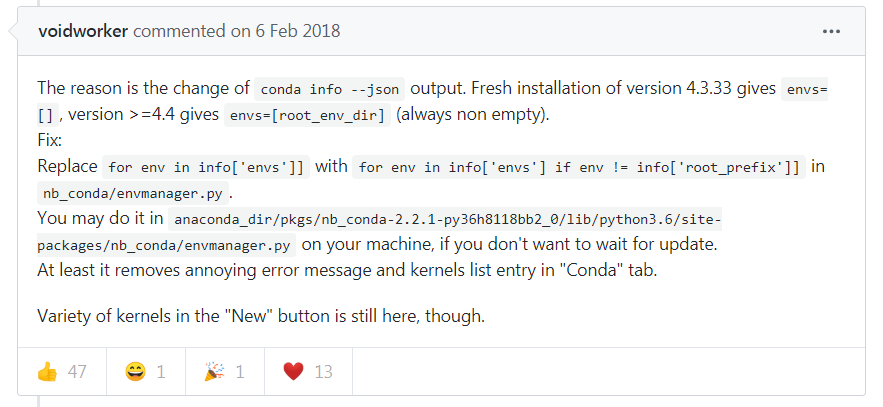 voidworker commented on 6 Feb 2018
The reason is the change of conda info --json output. Fresh installation of version 4.3.33 gives envs=
[] , version >=4.4 gives envs=[root_env_dir] (always non empty).
Fix:
Replace for env in info['envs']] with for env in info['envs'] if env != info['root_prefix']] in
nb_conda/envmanager.py .
You may do it in anaconda_dir/pkgs/nb_conda-2.2.1-py36h8118bb2_0/lib/python3.6/site-
packages/nb_conda/envmanager.py on your machine, if you don't want to wait for update.
At least it removes annoying error message and kernels list entry in "Conda" tab.
Variety of kernels in the "New" button is still here, though.
👍 47 😄 1 🎉 1 ❤️ 13